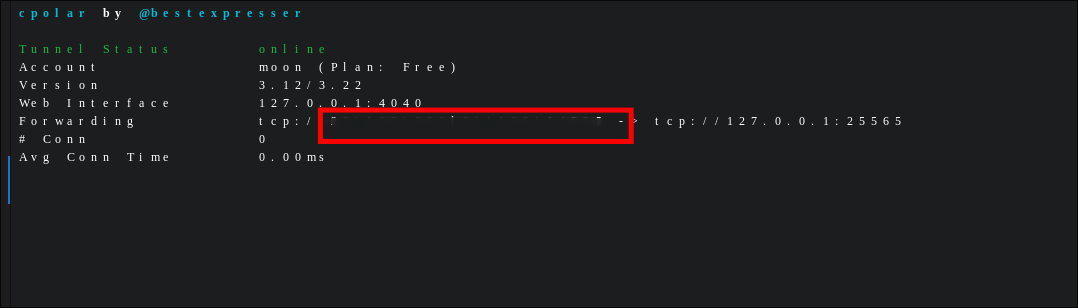 cpolar by @bestexpresser
Tunnel Status online
Account moon (Plan: Free)
Version 3.12/3.22
Web Interface 127.0.0.1:4040
Forwarding tcp:/ -> tcp://127.0.0.1:25565
# Conn 0
Avg Conn Time 0.00ms